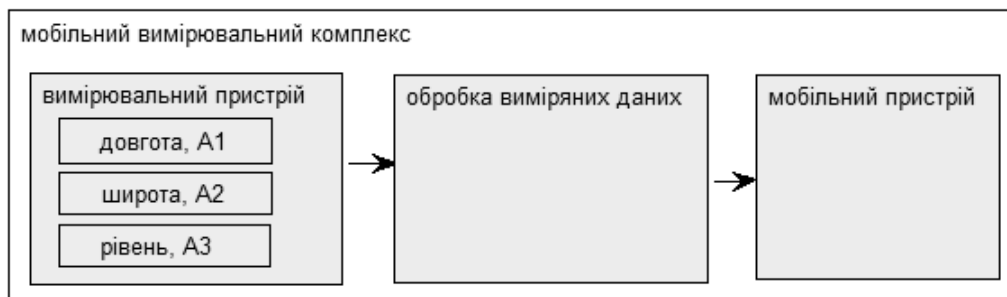 мобільний вимірювальний комплекс
вимірювальний пристрій
довгота, А1
широта, А2
рівень, А3
обробка виміряних даних
мобільний пристрій